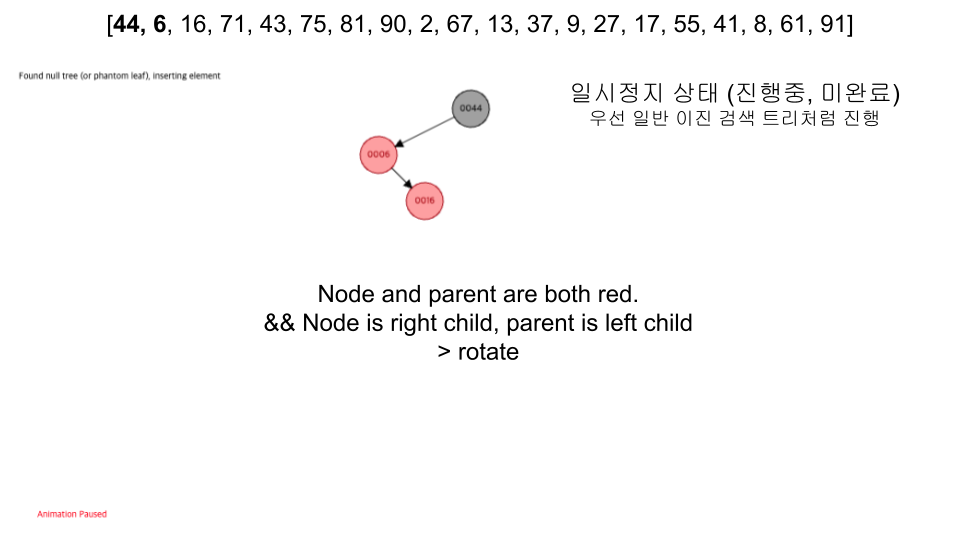 [44, 6, 16, 71, 43, 75, 81, 90, 2, 67, 13, 37, 9, 27, 17, 55, 41, 8, 61, 91]
Found null tree (or phantom leaf), inserting element
일시정지 상태 (진행중, 미완료)
우선 일반 이진 검색 트리처럼 진행
0044
0006
0016
Node and parent are both red.
&& Node is right child, parent is left child
> rotate
Animation Paused